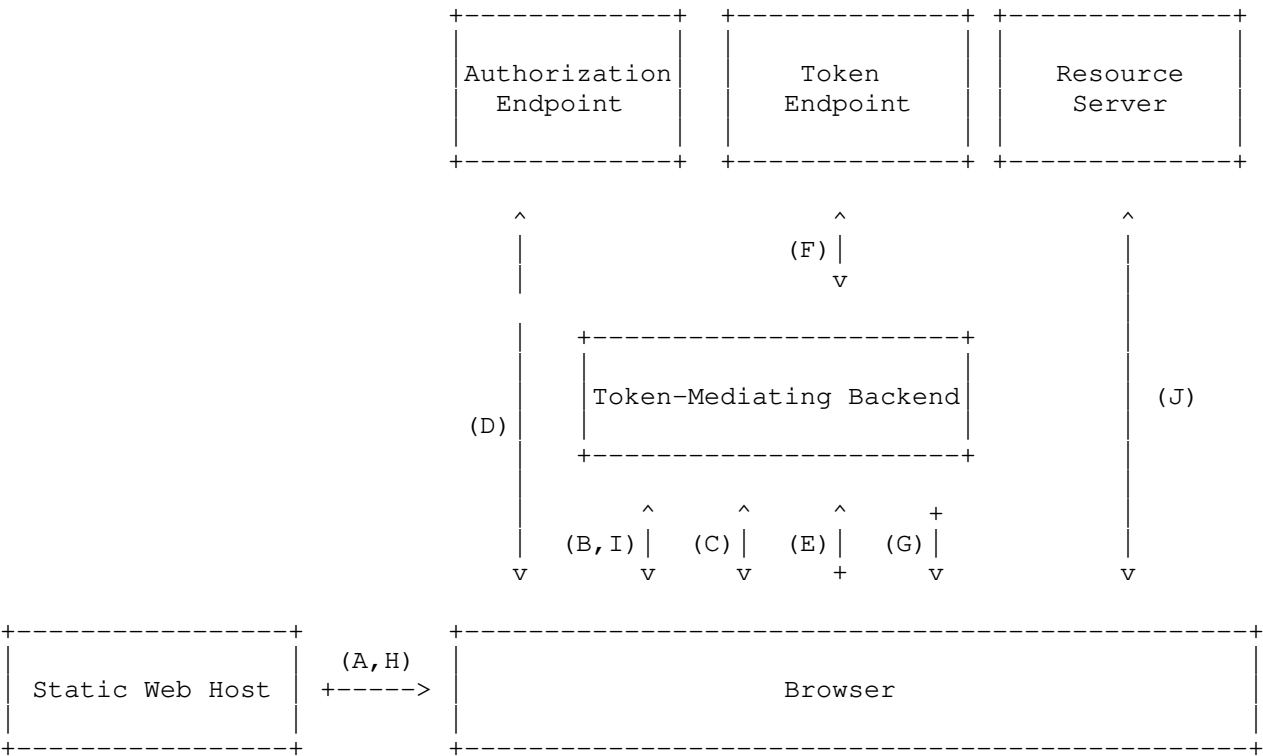 Authorization Token Resource
Endpoint Endpoint Server
(F)
Token-Mediating Backend (J)
(D)
(B,I) (C) (E) (G)
(A,H)
Static Web Host Browser